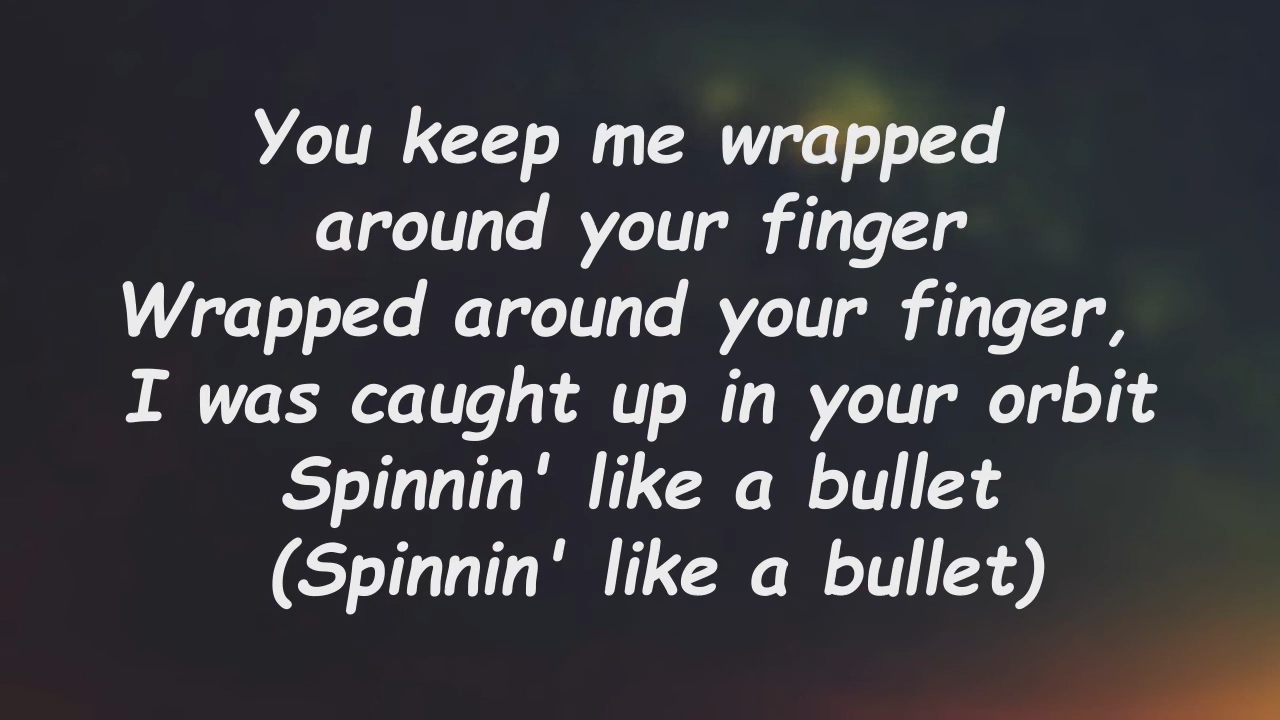 You keep me wrapped
around your finger
Wrapped around your finger,
I was caught up in your orbit
Spinnin' like a bullet
(Spinnin' like a bullet)